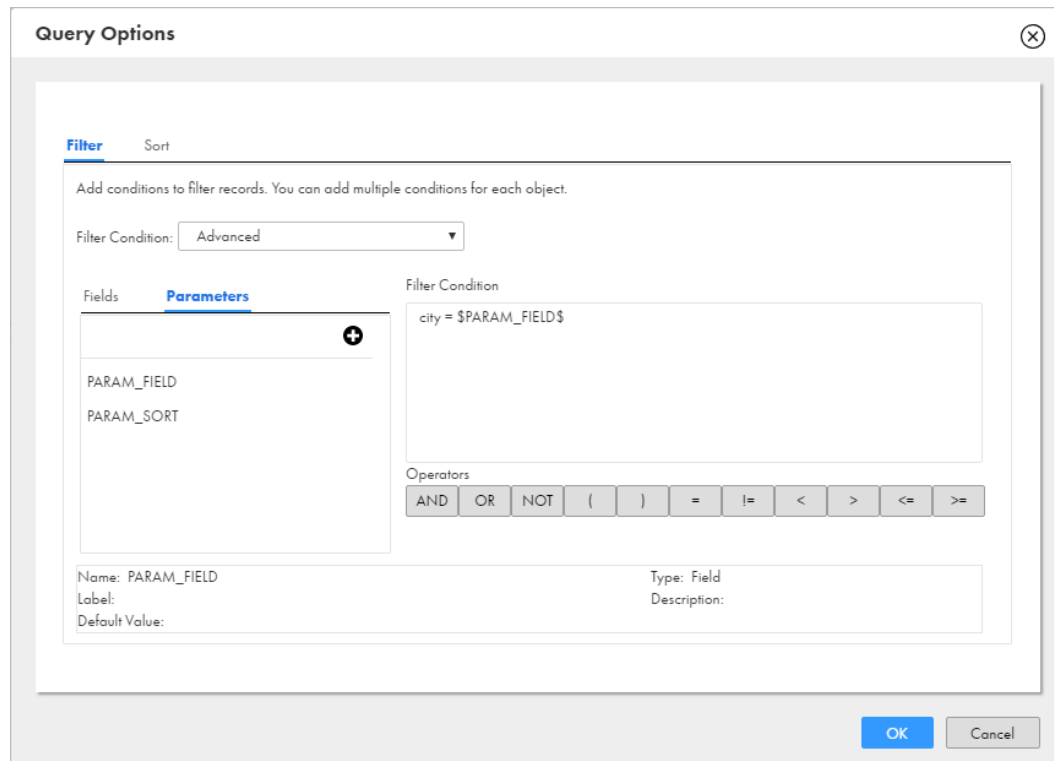 Query Options
Filter Sort
Add conditions to filter records. You can add multiple conditions for each object.
Filter Condition: Advanced
Fields Parameters
PARAM_FIELD
PARAM_SORT
Filter Condition
city = $PARAM_FIELD$
Operators
AND OR NOT ( ) = != < > <= >=
Name: PARAM_FIELD Type: Field
Label: Description:
Default Value:
OK Cancel